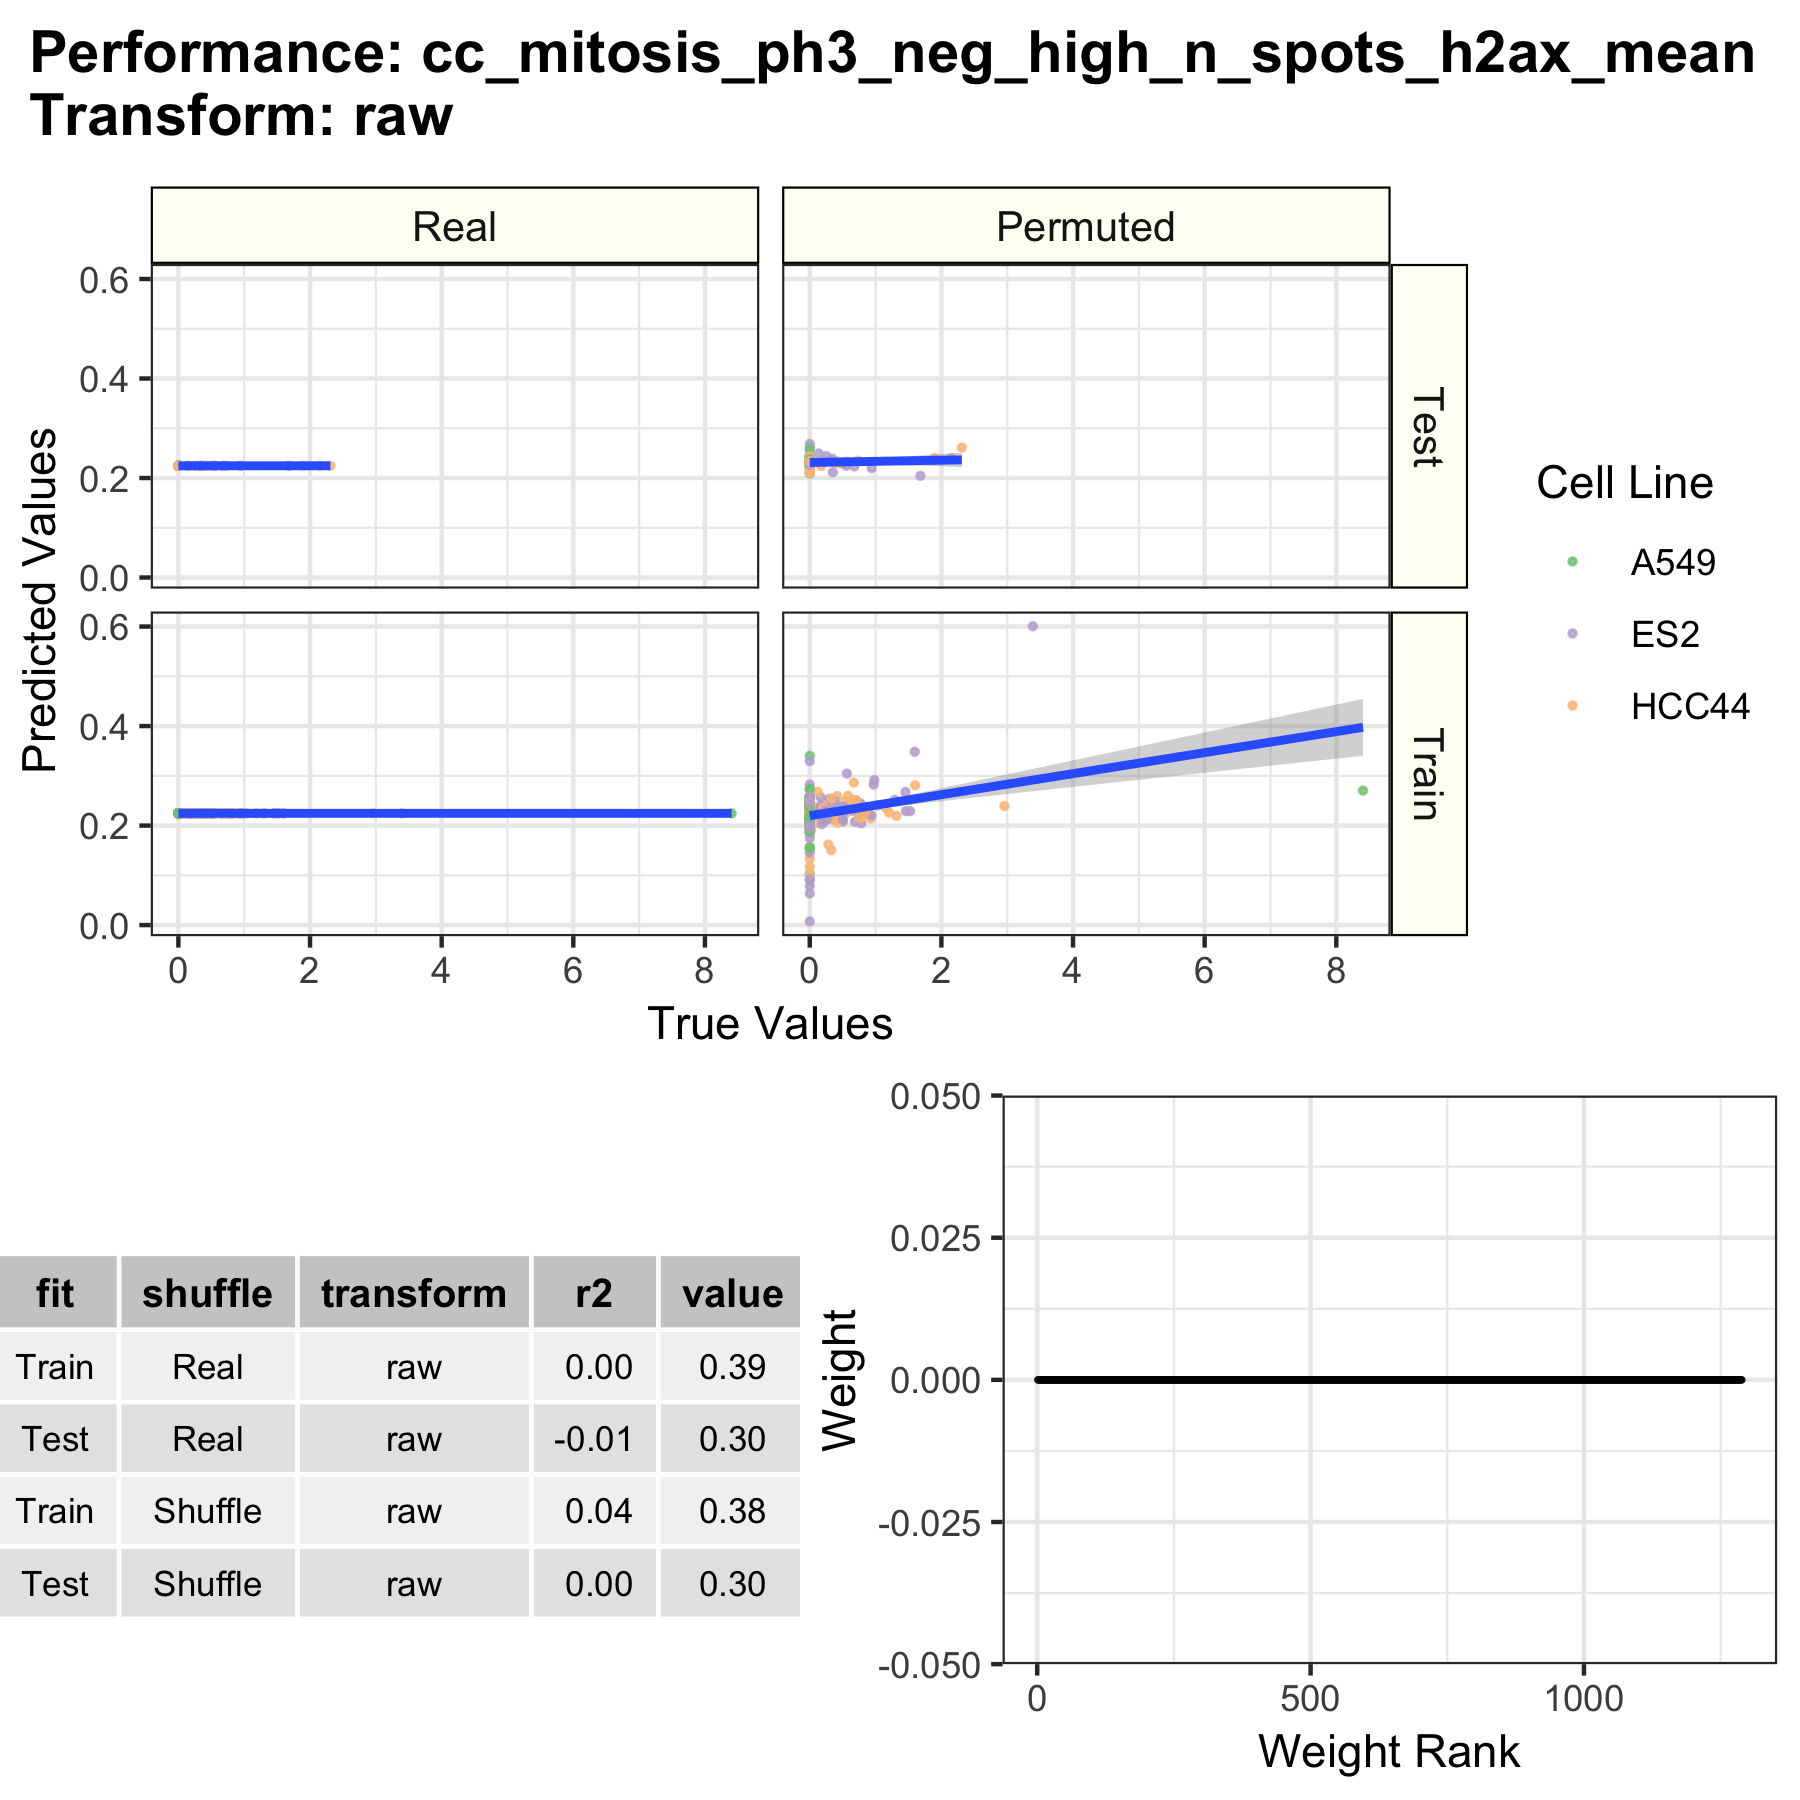 Performance: cc_mitosis_ph3_neg_high_n_spots_h2ax_mean
Transform: raw
Real
Permuted
0.6
0.4
0.2
0.0
Test
0.6
0.4
0.2
0.0
Train
Predicted Values
0 2 4 6 8
0 2 4 6 8
True Values
Cell Line
A549
ES2
HCC44
fit shuffle transform r2 value
Train Real raw 0.00 0.39
Test Real raw -0.01 0.30
Train Shuffle raw 0.04 0.38
Test Shuffle raw 0.00 0.30
Weight
0.050
0.025
0.000
-0.025
-0.050
0 500 1000
Weight Rank